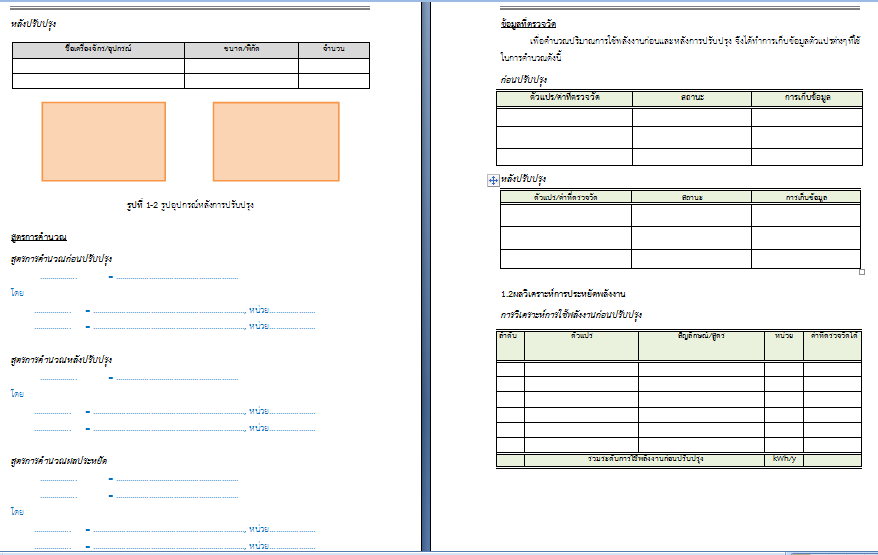 หลังปรับปรุง
ชื่อเครื่องจักร/อุปกรณ์ ขนาด/พิกัด จำนวน
รูปที่ 1-2 รูปอุปกรณ์หลังการปรับปรุง
สูตรการคำนวณ
สูตรการคำนวณก่อนปรับปรุง
................ = ......................................................
โดย
................ = ......................................................, หน่วย....................
................ = ......................................................, หน่วย....................
สูตรการคำนวณหลังปรับปรุง
................ = ......................................................
โดย
................ = ......................................................, หน่วย....................
................ = ......................................................, หน่วย....................
สูตรการคำนวณผลประหยัด
................ = ......................................................
................ = ......................................................
โดย
................ = ......................................................, หน่วย....................
................ = ......................................................, หน่วย....................
ข้อมูลที่ตรวจวัด
เพื่อคำนวณปริมาณการใช้พลังงานก่อนและหลังการปรับปรุง จึงได้ทำการเก็บข้อมูลตัวแปรต่างๆที่ใช้
ในการคำนวณดังนี้
ก่อนปรับปรุง
ตัวแปร/ค่าที่ตรวจวัด สถานะ การเก็บข้อมูล
หลังปรับปรุง
ตัวแปร/ค่าที่ตรวจวัด สถานะ การเก็บข้อมูล
1.2ผลวิเคราะห์การประหยัดพลังงาน
การวิเคราะห์การใช้พลังงานก่อนปรับปรุง
ลำดับ ตัวแปร สัญลักษณ์/สูตร หน่วย ค่าที่ตรวจวัดได้
รวมระดับการใช้พลังงานก่อนปรับปรุง kWh/y